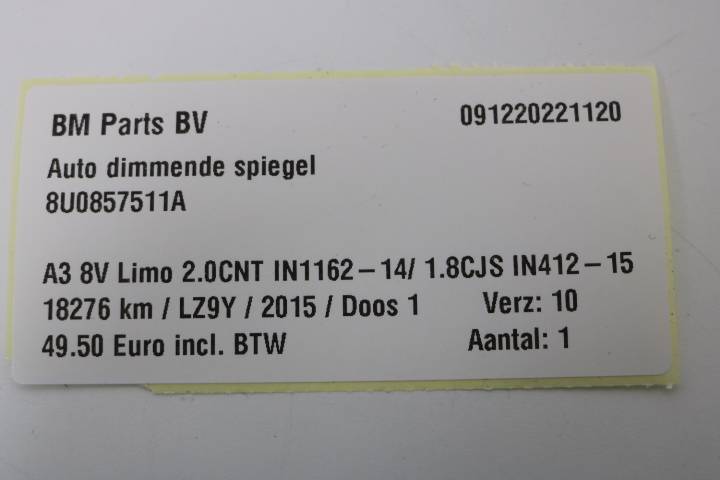 BM Parts BV 091220221120
Auto dimmende spiegel
8U0857511A
A3 8V Limo 2.0CNT IN1162-14/ 1.8CJS IN412-15
18276 km / LZ9Y / 2015 / Doos 1 Verz: 10
49.50 Euro incl. BTW Aantal: 1